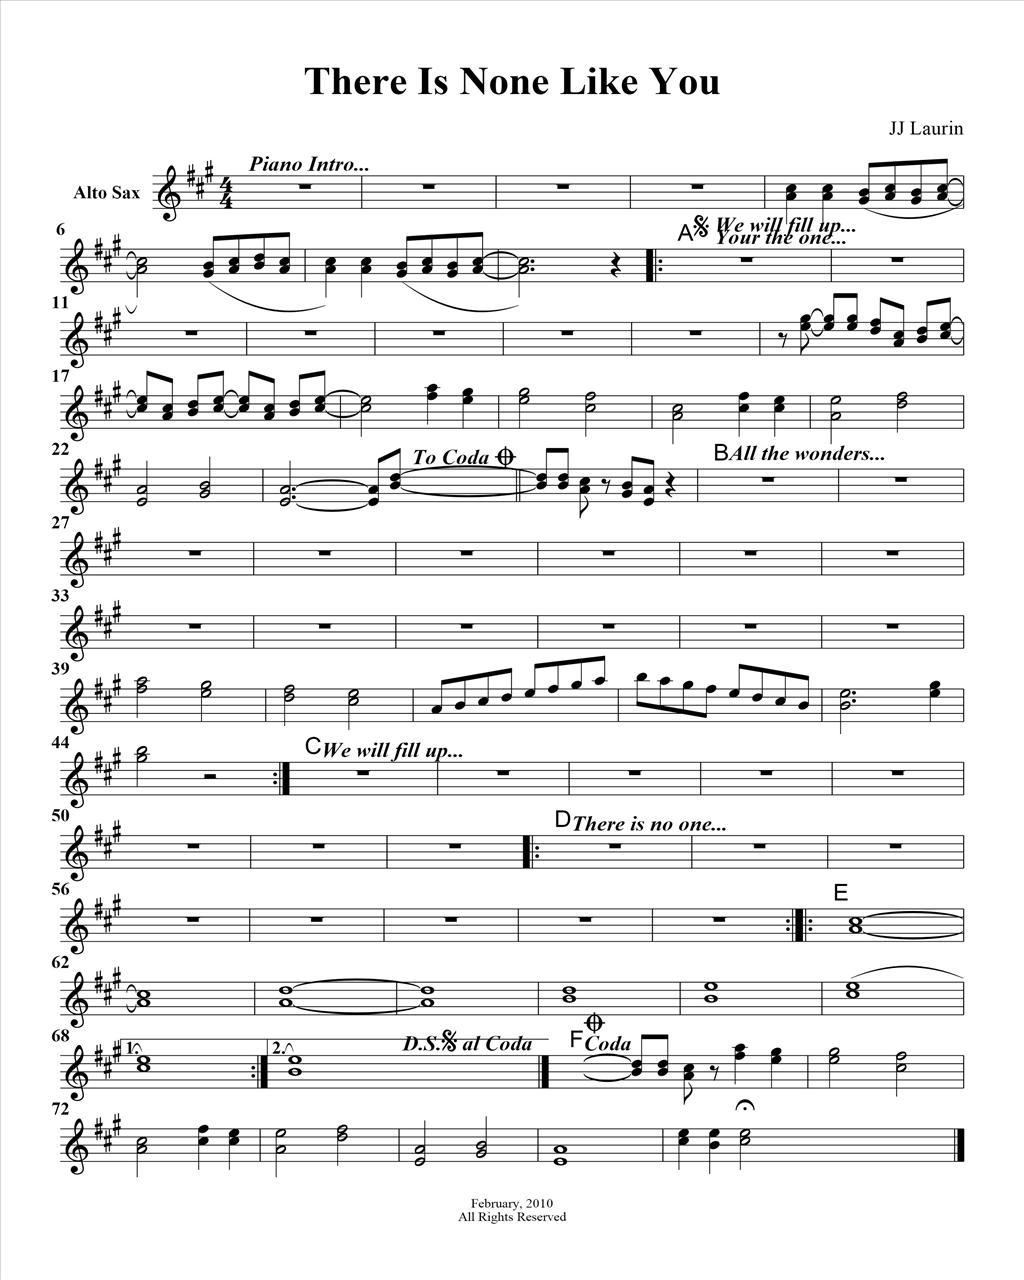 There Is None Like You
JJ Laurin
Piano Intro...
Alto Sax
4
4
6
A We will fill up...
Your the one...
11
17
22
To Coda
B All the wonders...
27
33
39
44
C We will fill up...
50
D There is no one...
56
E
62
68
1.
2.
D.S. al Coda
F Coda
72
February, 2010
All Rights Reserved